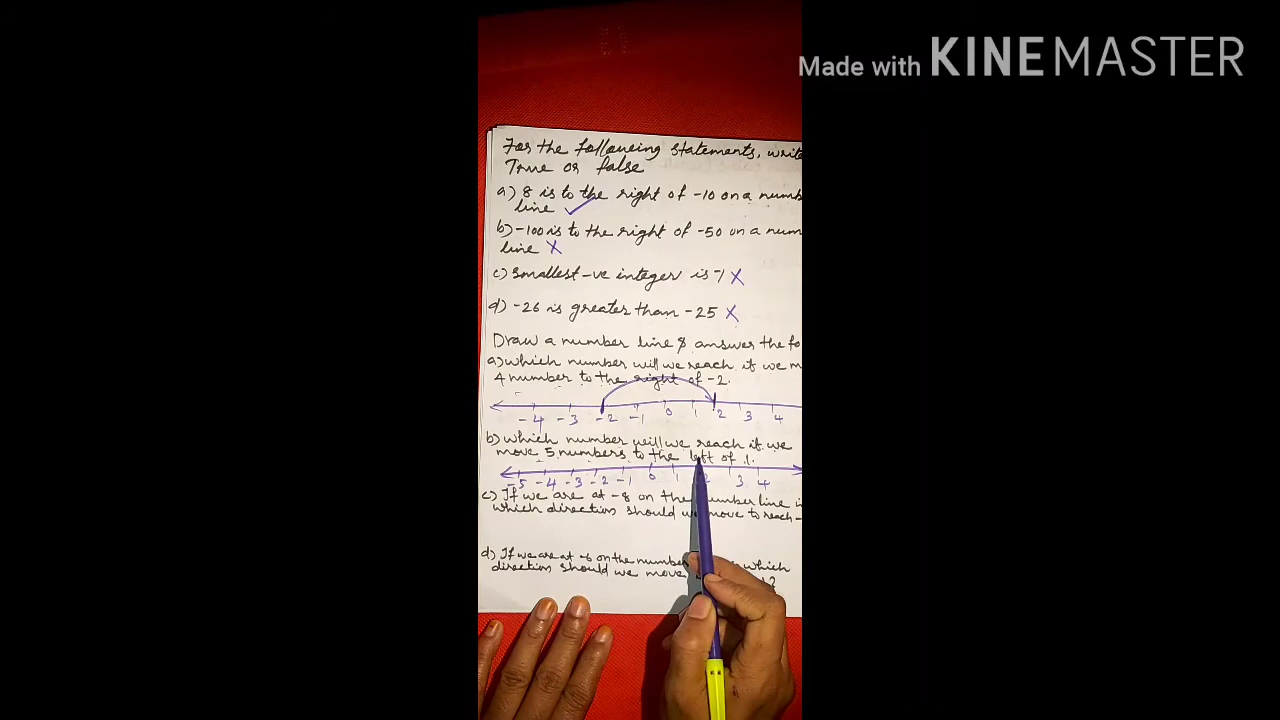 Made with KINEMASTER
For the following statements, write
True or false
a) 8 is to the right of -10 on a numb
line ✓
b) -100 is to the right of -50 on a num
line X
c) Smallest -ve integer is -1 X
d) -26 is greater than -25 X
Draw a number line & answer the fo
a) which number will we reach if we m
4 number to the right of -2.
-4 -3 -2 -1 0 1 2 3 4
b) which number will we reach if we
move 5 numbers to the left of 1.
-5 -4 -3 -2 -1 0 1 2 3 4
c) If we are at -8 on the number line i
which direction should we move to reach -
d) If we are at -6 on the number which
direction should we move